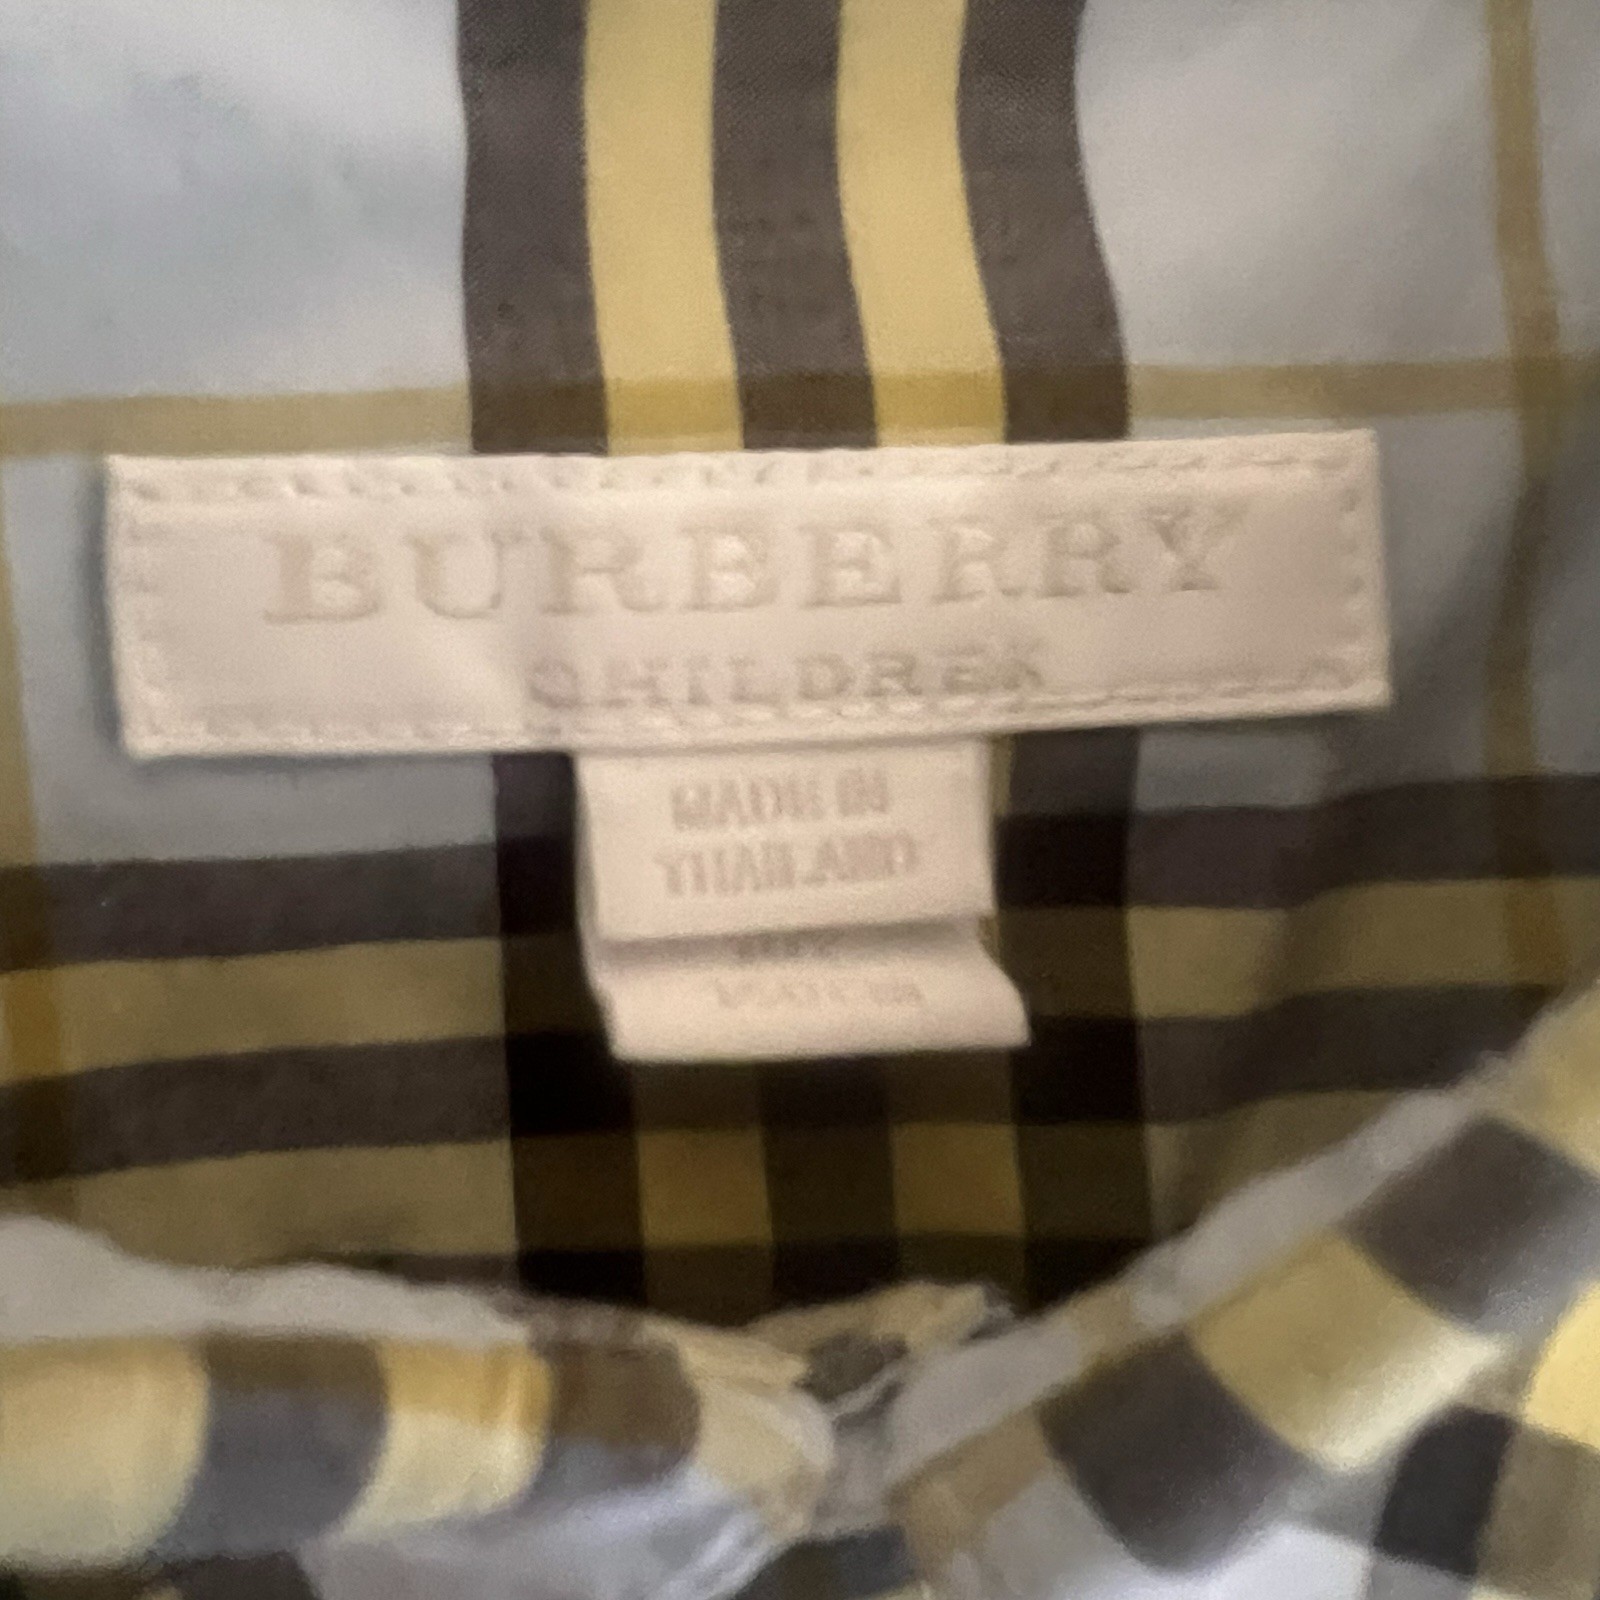 BURBERRY
CHILDREN
MADE IN
THAILAND